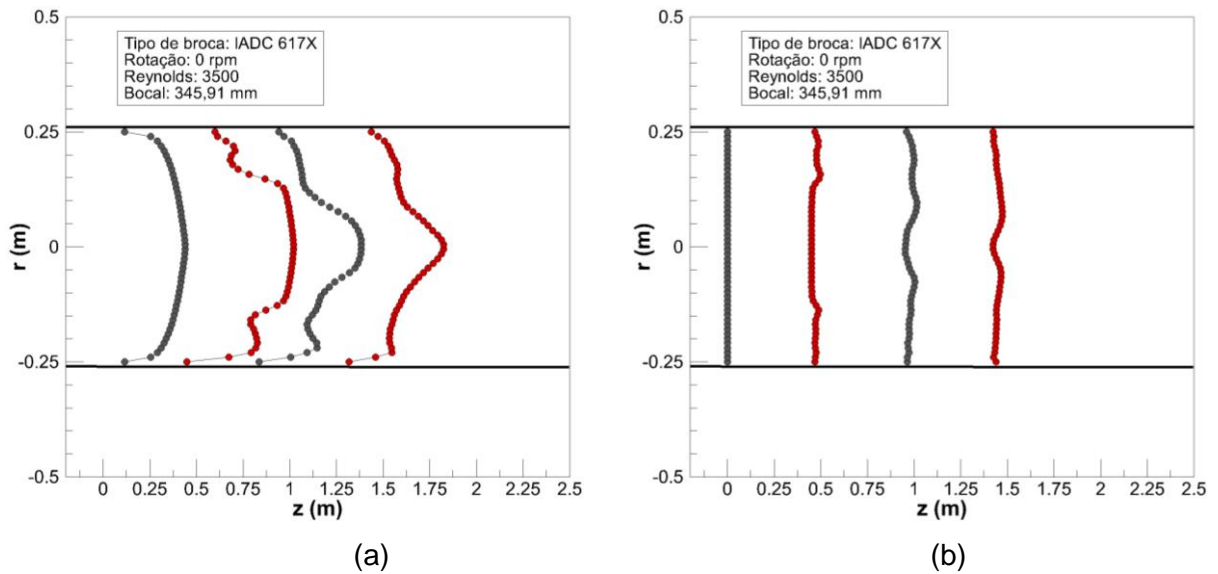 0.5
Tipo de broca: IADC 617X
Rotação: 0 rpm
Reynolds: 3500
Bocal: 345,91 mm
0.25
r (m)
0
-0.25
-0.5
0 0.25 0.5 0.75 1 1.25 1.5 1.75 2 2.25 2.5
z (m)
(a)
0.5
Tipo de broca: IADC 617X
Rotação: 0 rpm
Reynolds: 3500
Bocal: 345,91 mm
0.25
r (m)
0
-0.25
-0.5
0 0.25 0.5 0.75 1 1.25 1.5 1.75 2 2.25 2.5
z (m)
(b)